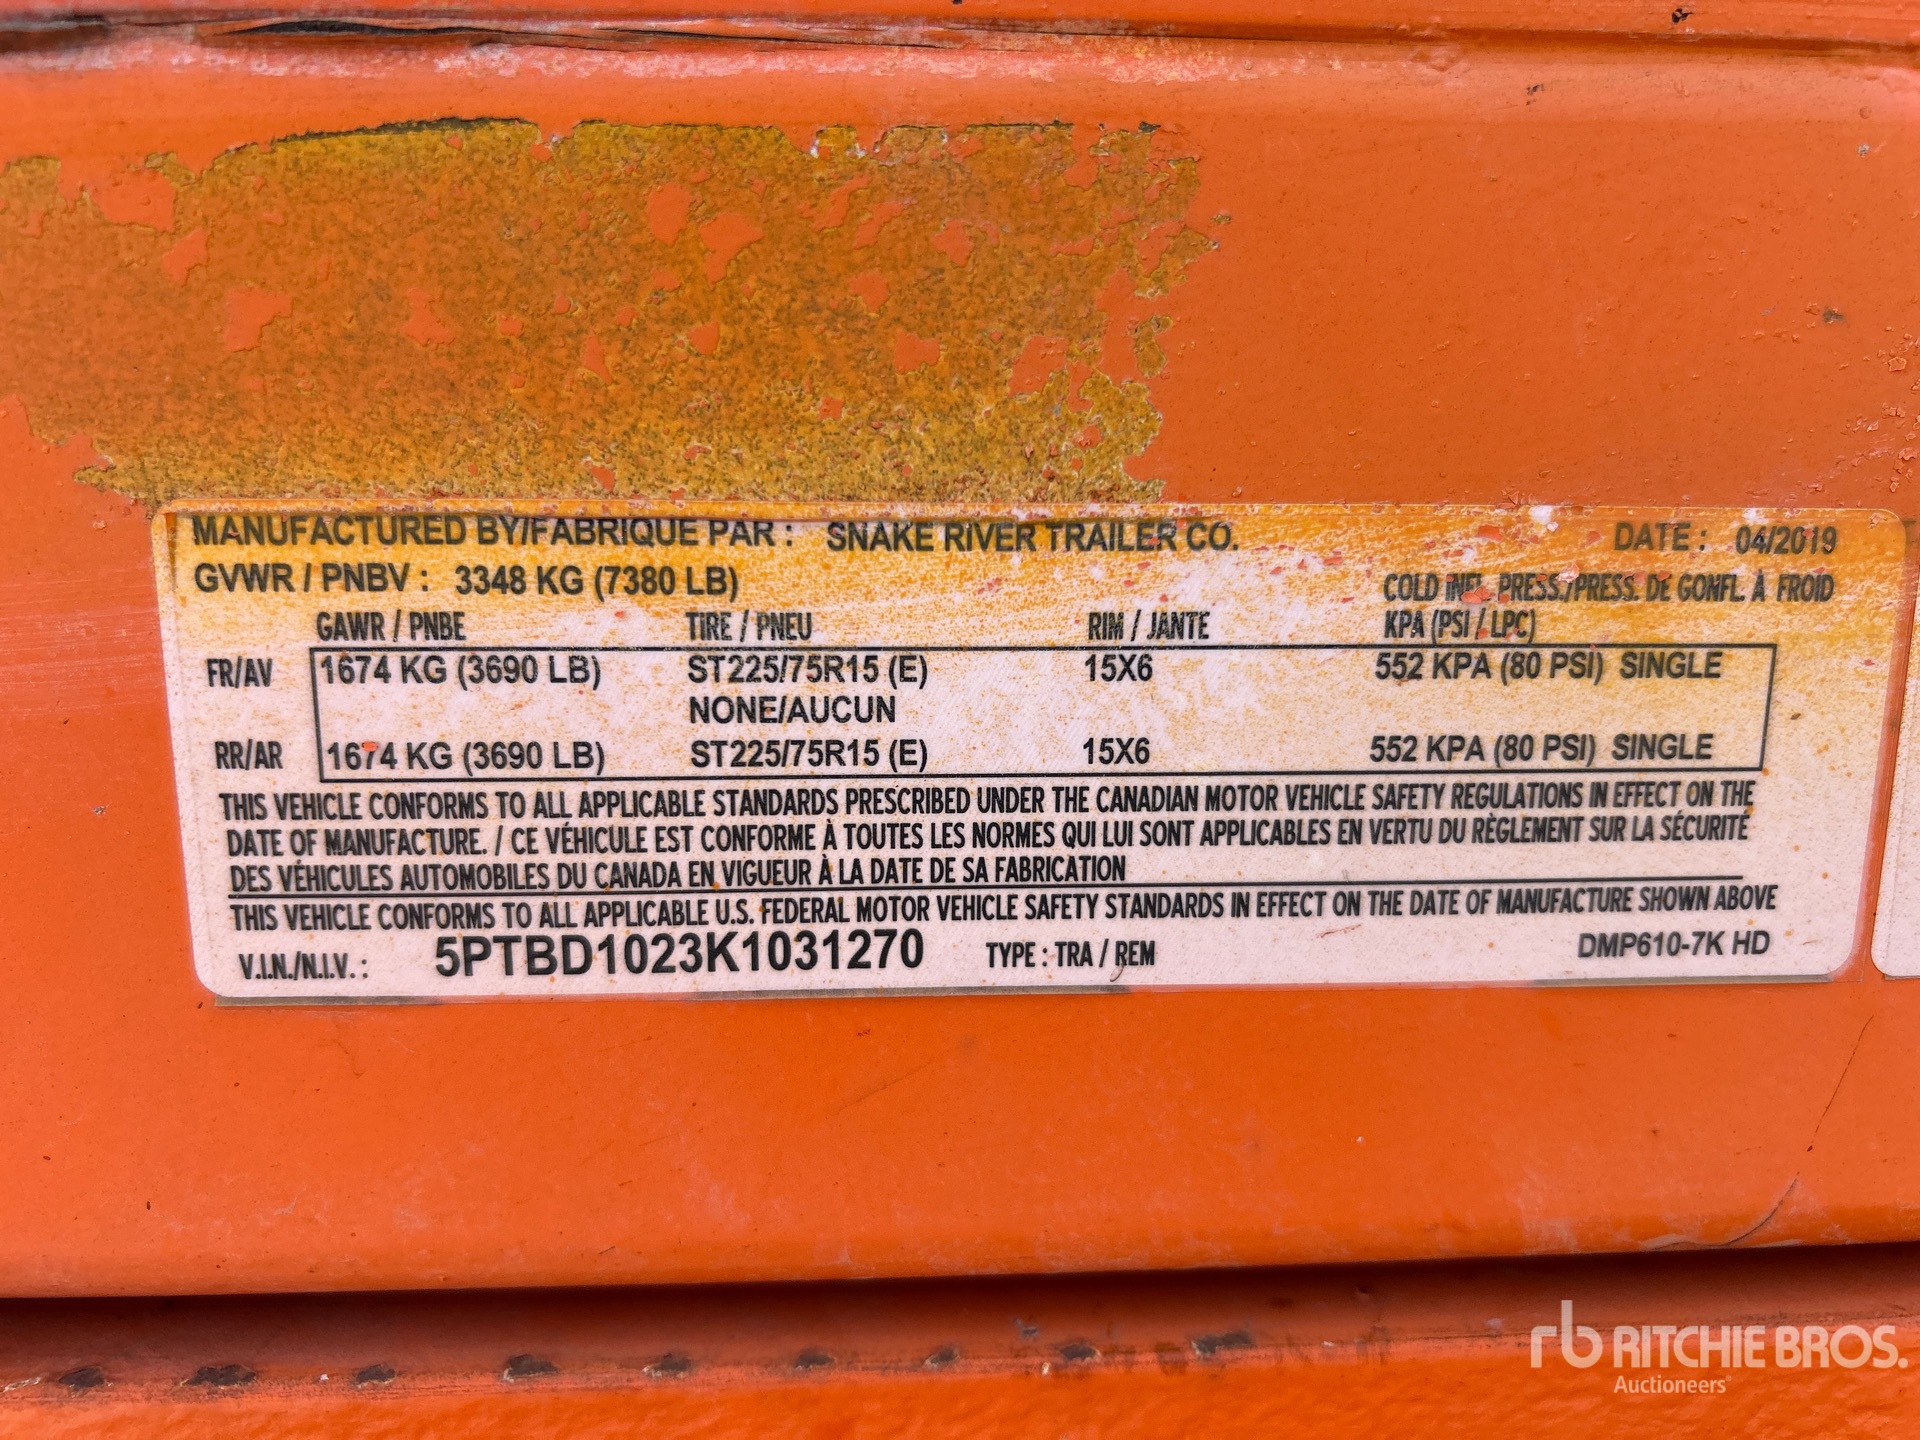 MANUFACTURED BY/FABRIQUE PAR : SNAKE RIVER TRAILER CO. DATE : 04/2019
GVWR / PNBV : 3348 KG (7380 LB)
COLD INFL. PRESS./PRESS. DE GONFL. À FROID
GAWR / PNBE TIRE / PNEU RIM / JANTE KPA (PSI / LPC)
FR/AV 1674 KG (3690 LB) ST225/75R15 (E) 15X6 552 KPA (80 PSI) SINGLE
NONE/AUCUN
RR/AR 1674 KG (3690 LB) ST225/75R15 (E) 15X6 552 KPA (80 PSI) SINGLE
THIS VEHICLE CONFORMS TO ALL APPLICABLE STANDARDS PRESCRIBED UNDER THE CANADIAN MOTOR VEHICLE SAFETY REGULATIONS IN EFFECT ON THE
DATE OF MANUFACTURE. / CE VÉHICULE EST CONFORME À TOUTES LES NORMES QUI LUI SONT APPLICABLES EN VERTU DU RÈGLEMENT SUR LA SÉCURITÉ
DES VÉHICULES AUTOMOBILES DU CANADA EN VIGUEUR À LA DATE DE SA FABRICATION
THIS VEHICLE CONFORMS TO ALL APPLICABLE U.S. FEDERAL MOTOR VEHICLE SAFETY STANDARDS IN EFFECT ON THE DATE OF MANUFACTURE SHOWN ABOVE
V.I.N./N.I.V. : 5PTBD1023K1031270 TYPE : TRA / REM DMP610-7K HD
rb RITCHIE BROS.
Auctioneers